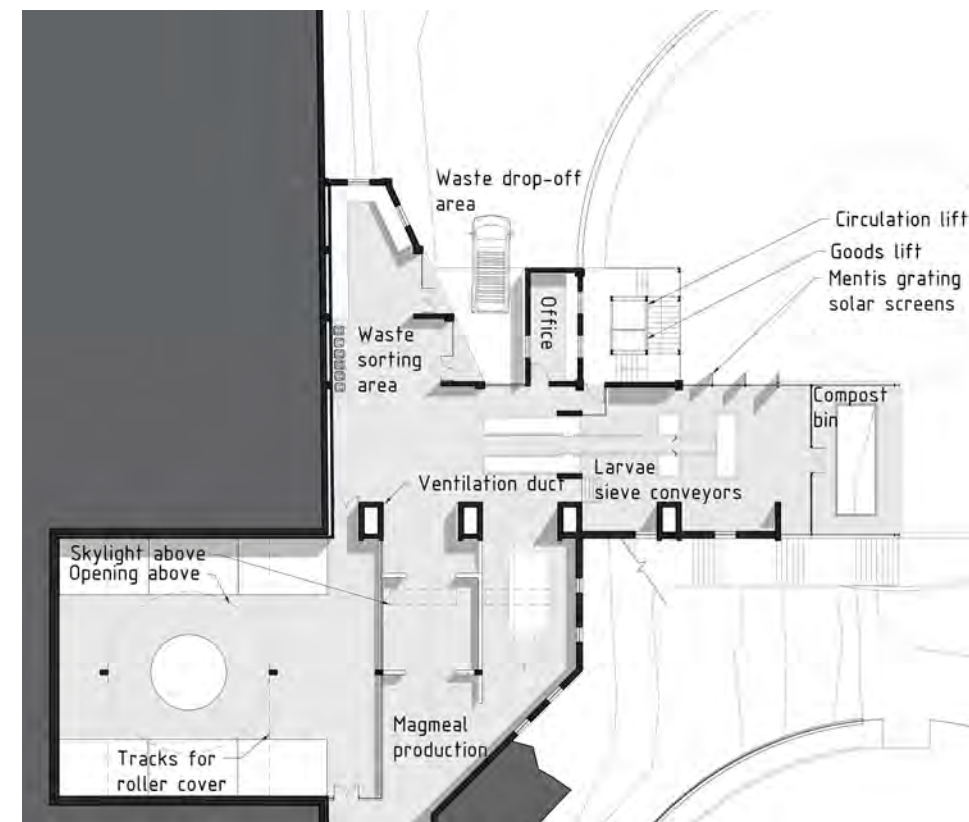 Waste drop-off
area
Circulation lift
Goods lift
Mentis grating
solar screens
Office
Waste
sorting
area
Compost
bin
Larvae
sieve conveyors
Ventilation duct
Skylight above
Opening above
Magmeal
production
Tracks for
roller cover